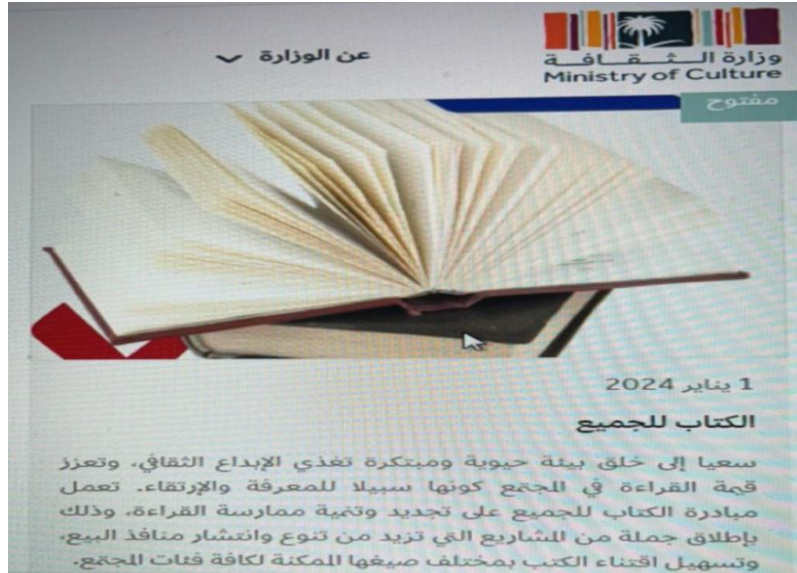 وزارة الـثـقـافـة
Ministry of Culture
عن الوزارة
مفتوح
1 يناير 2024
الكتاب للجميع
سعيا إلى خلق بيئة حيوية ومبتكرة تغذي الإبداع الثقافي، وتعزز
قيمة القراءة في المجتمع كونها سبيلا للمعرفة والإرتقاء. تعمل
مبادرة الكتاب للجميع على تجديد وتنمية ممارسة القراءة، وذلك
بإطلاق جملة من المشاريع التي تزيد من تنوع وانتشار منافذ البيع،
وتسهيل اقتناء الكتب بمختلف صيغها الممكنة لكافة فئات المجتمع.